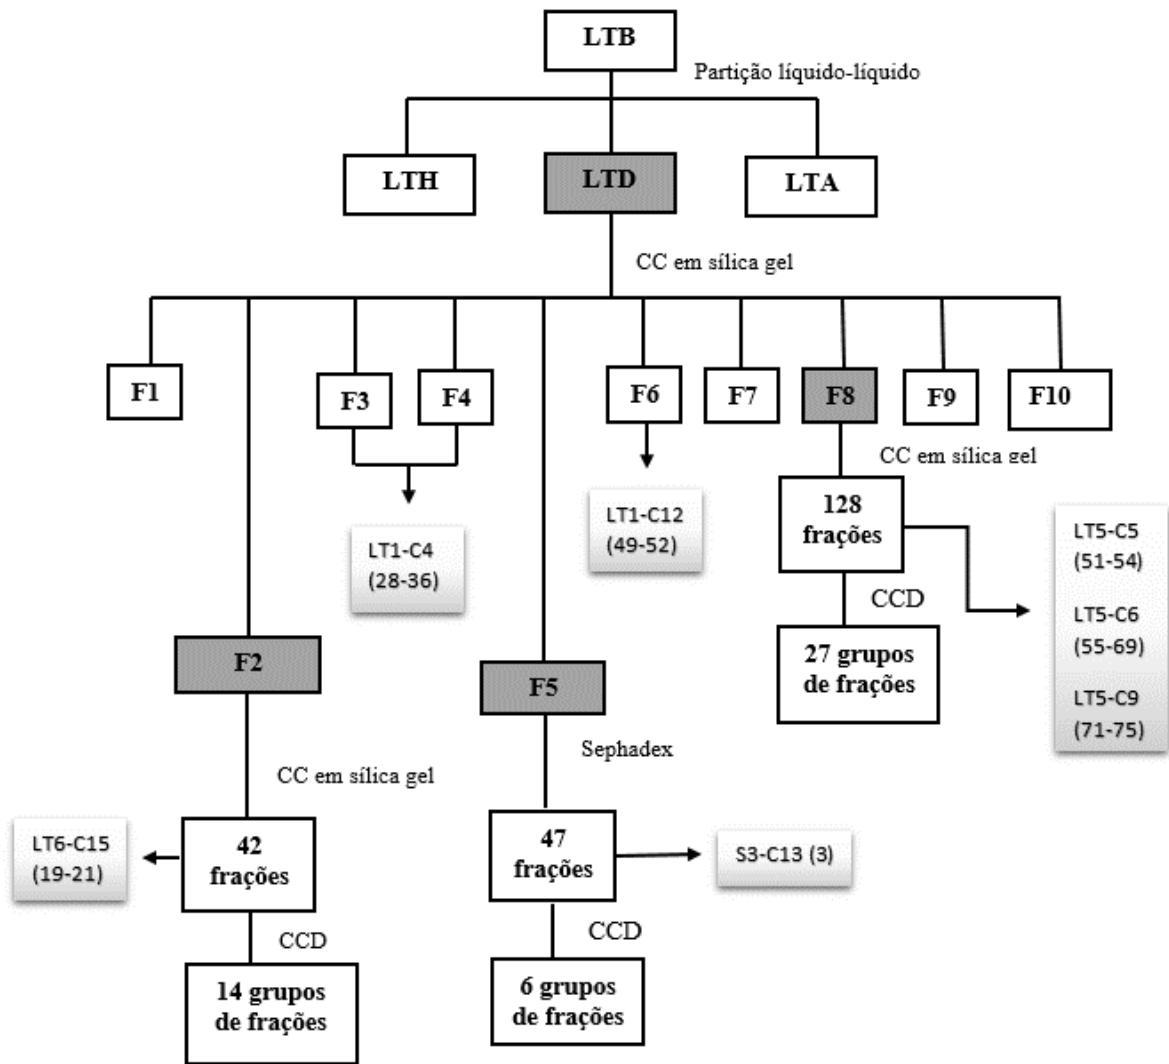 LTB
Partição líquido-líquido
LTH
LTD
LTA
CC em sílica gel
F1
F3
F4
F6
F7
F8
F9
F10
CC em sílica gel
LT1-C4
(28-36)
LT1-C12
(49-52)
128
frações
LT5-C5
(51-54)
LT5-C6
(55-69)
LT5-C9
(71-75)
CCD
27 grupos
de frações
F2
F5
Sephadex
CC em sílica gel
LT6-C15
(19-21)
42
frações
47
frações
S3-C13 (3)
CCD
CCD
14 grupos
de frações
6 grupos
de frações